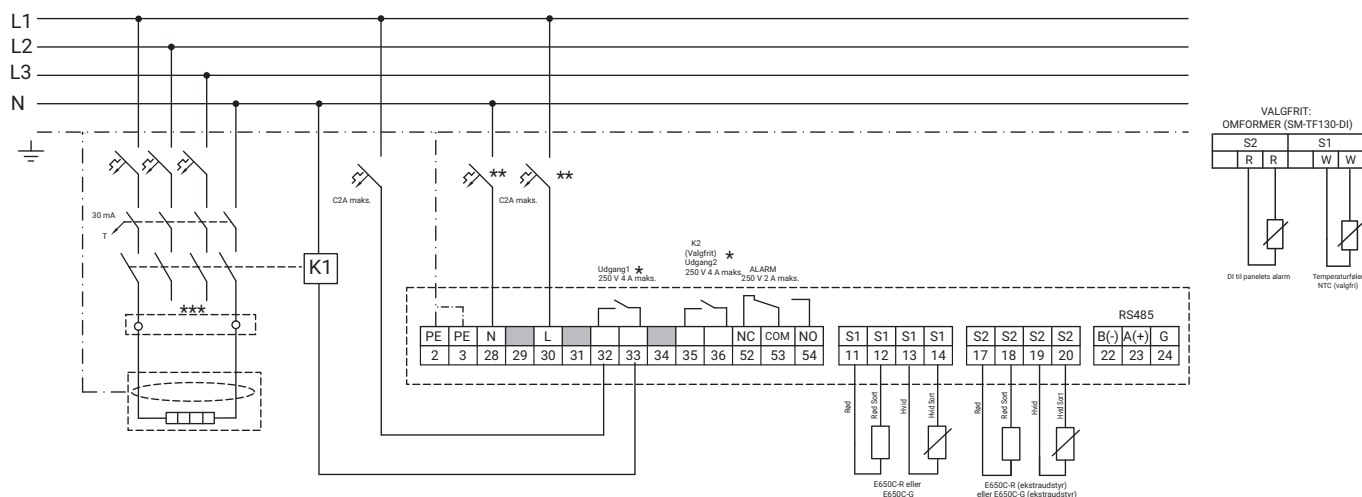 L1
L2
L3
N
30 mA
T
***
K1
C2A maks.
**
C2A maks.
**
Udgang1 *
250 V 4 A maks.
K2
(Valgfrit)
Udgang2 *
250 V 4 A maks.
ALARM
250 V 2 A maks.
PE PE N L NC COM NO
2 3 28 29 30 31 32 33 34 35 36 52 53 54
S1 S1 S1 S1
11 12 13 14
S2 S2 S2 S2
17 18 19 20
RS485
B(-) A(+) G
22 23 24
Rød
Rød Sort
Hvid
Hvid Sort
E650C-R eller
E650C-G
Rød
Rød Sort
Hvid
Hvid Sort
E650C-R (ekstraudstyr)
eller E650C-G (ekstraudstyr)
VALGFRIT:
OMFORMER (SM-TF130-DI)
S2 S1
R R W W
DI til panelets alarm
Temperaturføler
NTC (valgfri)